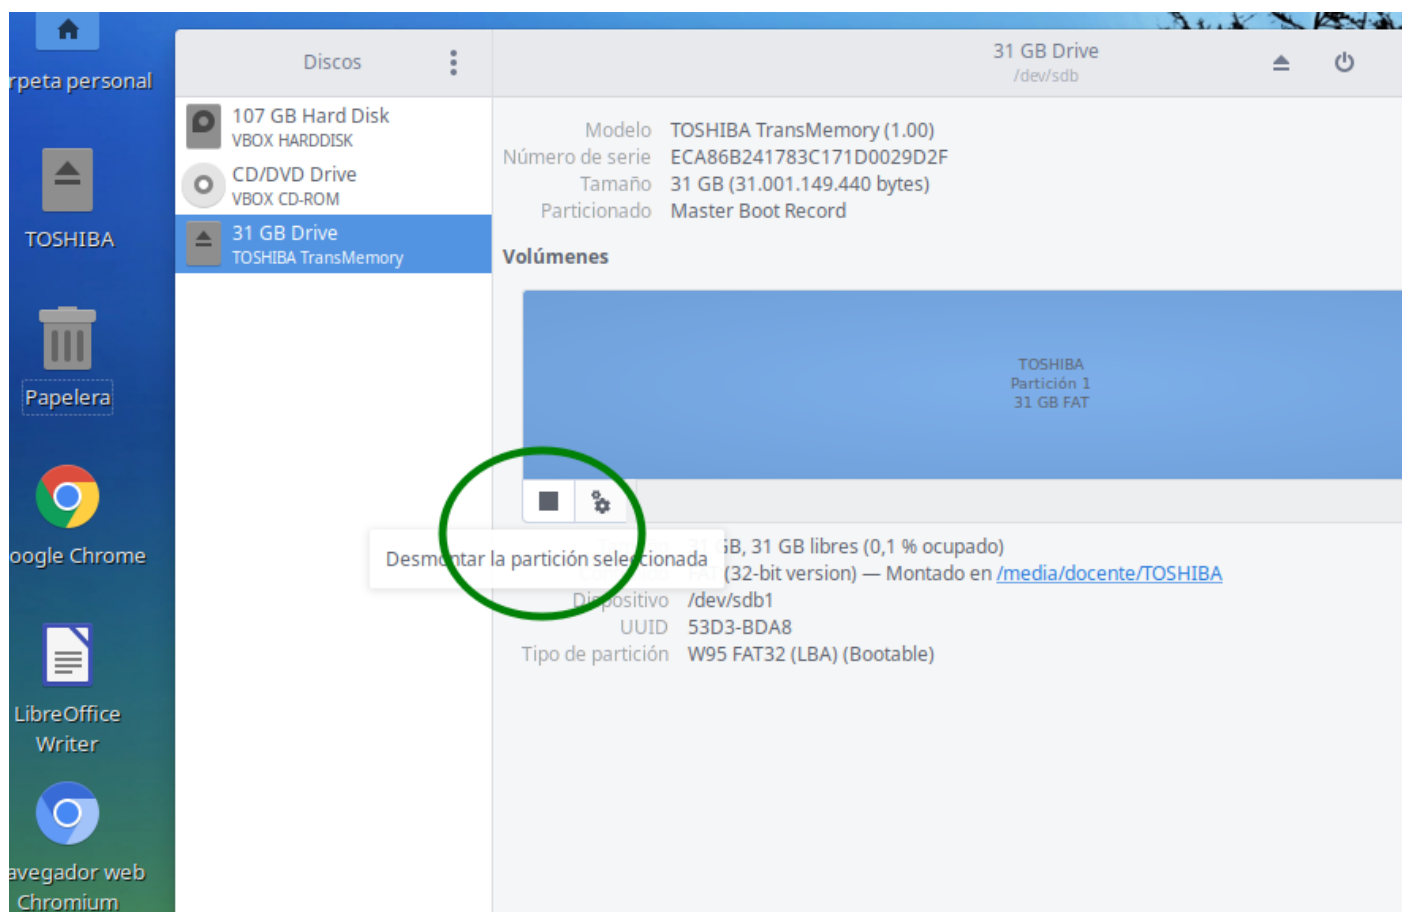 rpeta personal
TOSHIBA
Papelera
oogle Chrome
LibreOffice
Writer
avegador web
Chromium
Discos
107 GB Hard Disk
VBOX HARDDISK
CD/DVD Drive
VBOX CD-ROM
31 GB Drive
TOSHIBA TransMemory
31 GB Drive
/dev/sdb
Modelo TOSHIBA TransMemory (1.00)
Número de serie ECA86B241783C171D0029D2F
Tamaño 31 GB (31.001.149.440 bytes)
Particionado Master Boot Record
Volúmenes
TOSHIBA
Partición 1
31 GB FAT
Desmontar la partición seleccionada
GB, 31 GB libres (0,1 % ocupado)
(32-bit version) — Montado en /media/docente/TOSHIBA
Dispositivo /dev/sdb1
UUID 53D3-BDA8
Tipo de partición W95 FAT32 (LBA) (Bootable)